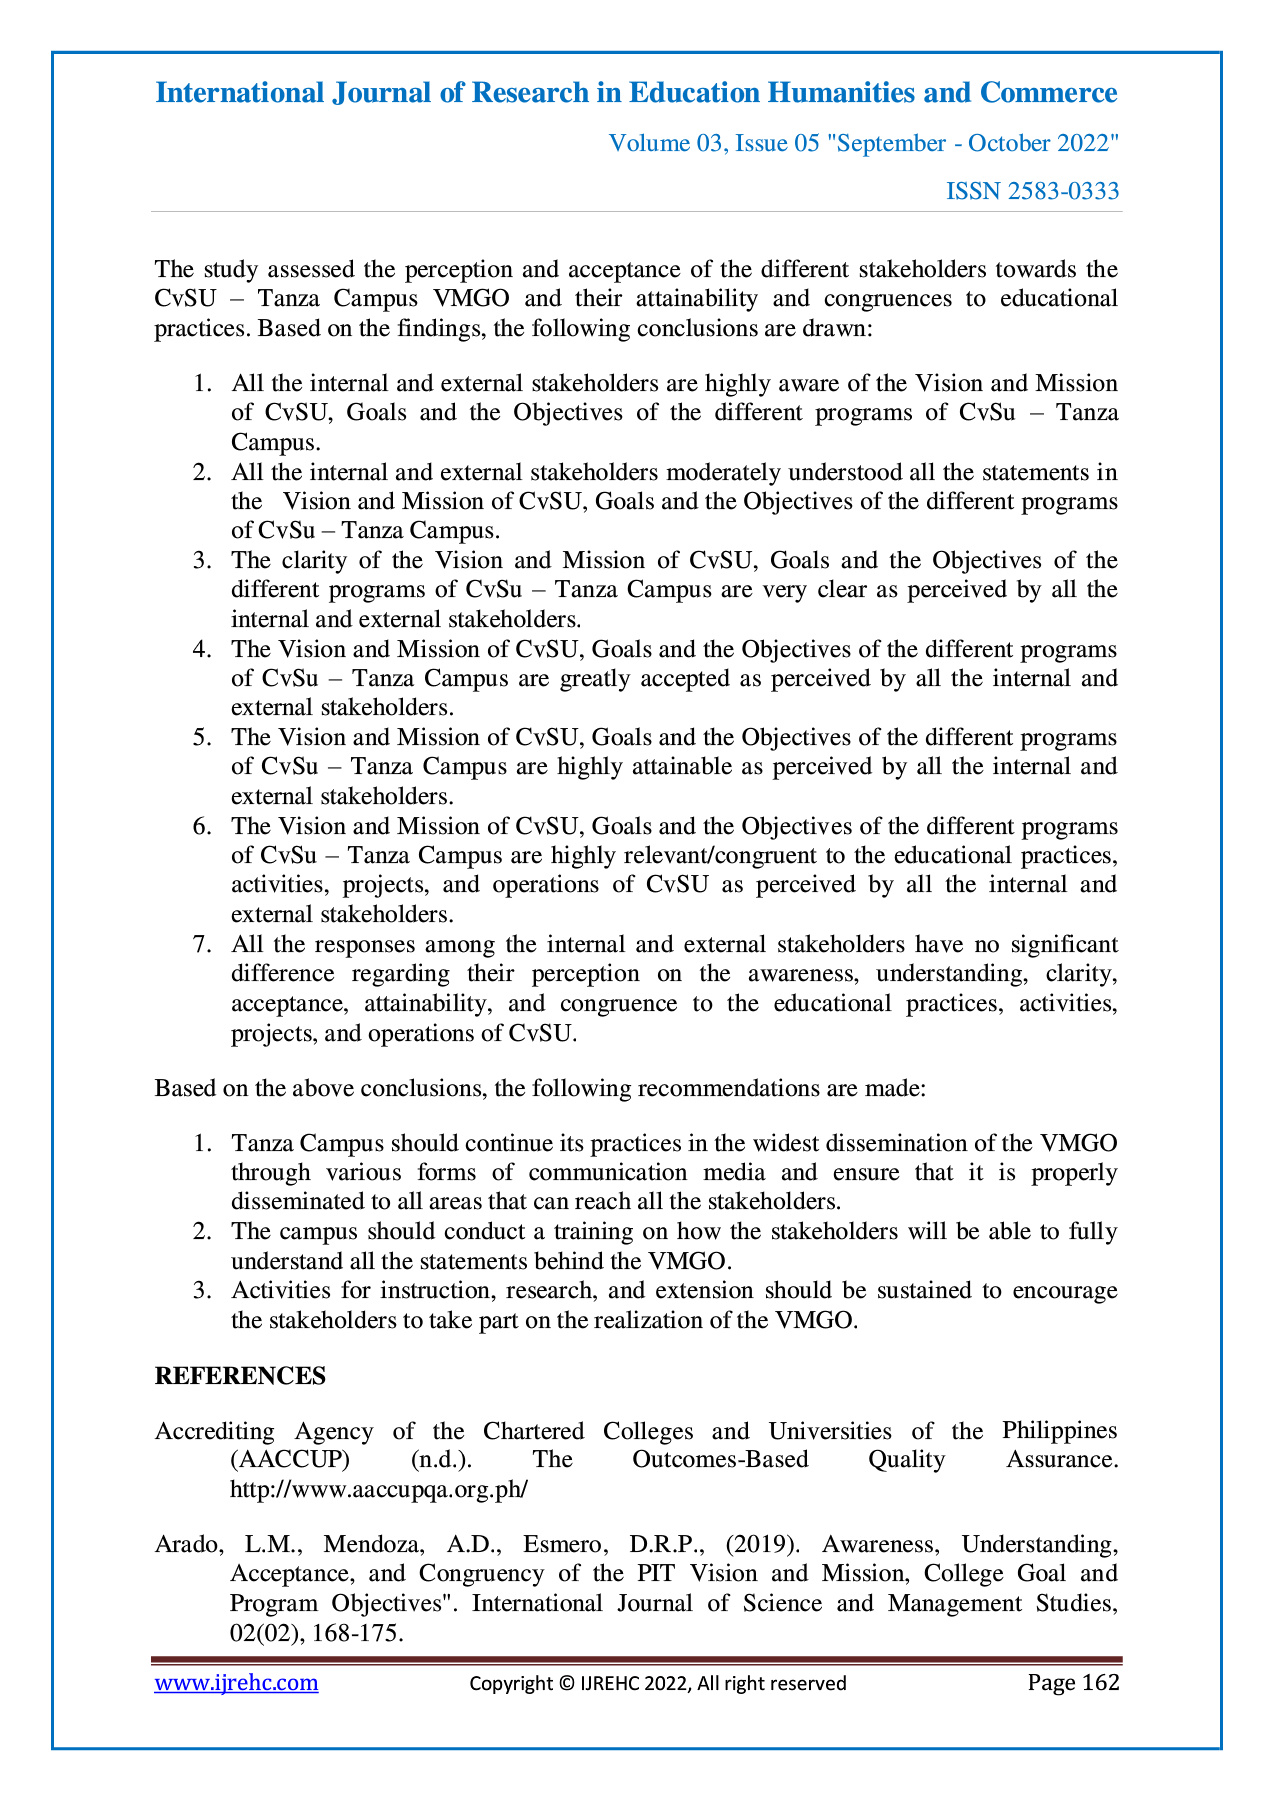 International Journal of Research in Education Humanities and Commerce
Volume 03, Issue 05 "September - October 2022"
ISSN 2583-0333
The study assessed the perception and acceptance of the different stakeholders towards the
CvSU – Tanza Campus VMGO and their attainability and congruences to educational
practices. Based on the findings, the following conclusions are drawn:
1. All the internal and external stakeholders are highly aware of the Vision and Mission
of CvSU, Goals and the Objectives of the different programs of CvSu – Tanza
Campus.
2. All the internal and external stakeholders moderately understood all the statements in
the Vision and Mission of CvSU, Goals and the Objectives of the different programs
of CvSu – Tanza Campus.
3. The clarity of the Vision and Mission of CvSU, Goals and the Objectives of the
different programs of CvSu – Tanza Campus are very clear as perceived by all the
internal and external stakeholders.
4. The Vision and Mission of CvSU, Goals and the Objectives of the different programs
of CvSu – Tanza Campus are greatly accepted as perceived by all the internal and
external stakeholders.
5. The Vision and Mission of CvSU, Goals and the Objectives of the different programs
of CvSu – Tanza Campus are highly attainable as perceived by all the internal and
external stakeholders.
6. The Vision and Mission of CvSU, Goals and the Objectives of the different programs
of CvSu – Tanza Campus are highly relevant/congruent to the educational practices,
activities, projects, and operations of CvSU as perceived by all the internal and
external stakeholders.
7. All the responses among the internal and external stakeholders have no significant
difference regarding their perception on the awareness, understanding, clarity,
acceptance, attainability, and congruence to the educational practices, activities,
projects, and operations of CvSU.
Based on the above conclusions, the following recommendations are made:
1. Tanza Campus should continue its practices in the widest dissemination of the VMGO
through various forms of communication media and ensure that it is properly
disseminated to all areas that can reach all the stakeholders.
2. The campus should conduct a training on how the stakeholders will be able to fully
understand all the statements behind the VMGO.
3. Activities for instruction, research, and extension should be sustained to encourage
the stakeholders to take part on the realization of the VMGO.
REFERENCES
Accrediting Agency of the Chartered Colleges and Universities of the Philippines
(AACCUP) (n.d.). The Outcomes-Based Quality Assurance.
http://www.aaccupqa.org.ph/
Arado, L.M., Mendoza, A.D., Esmero, D.R.P., (2019). Awareness, Understanding,
Acceptance, and Congruency of the PIT Vision and Mission, College Goal and
Program Objectives". International Journal of Science and Management Studies,
02(02), 168-175.
www.ijrehc.com Copyright © IJREHC 2022, All right reserved Page 162